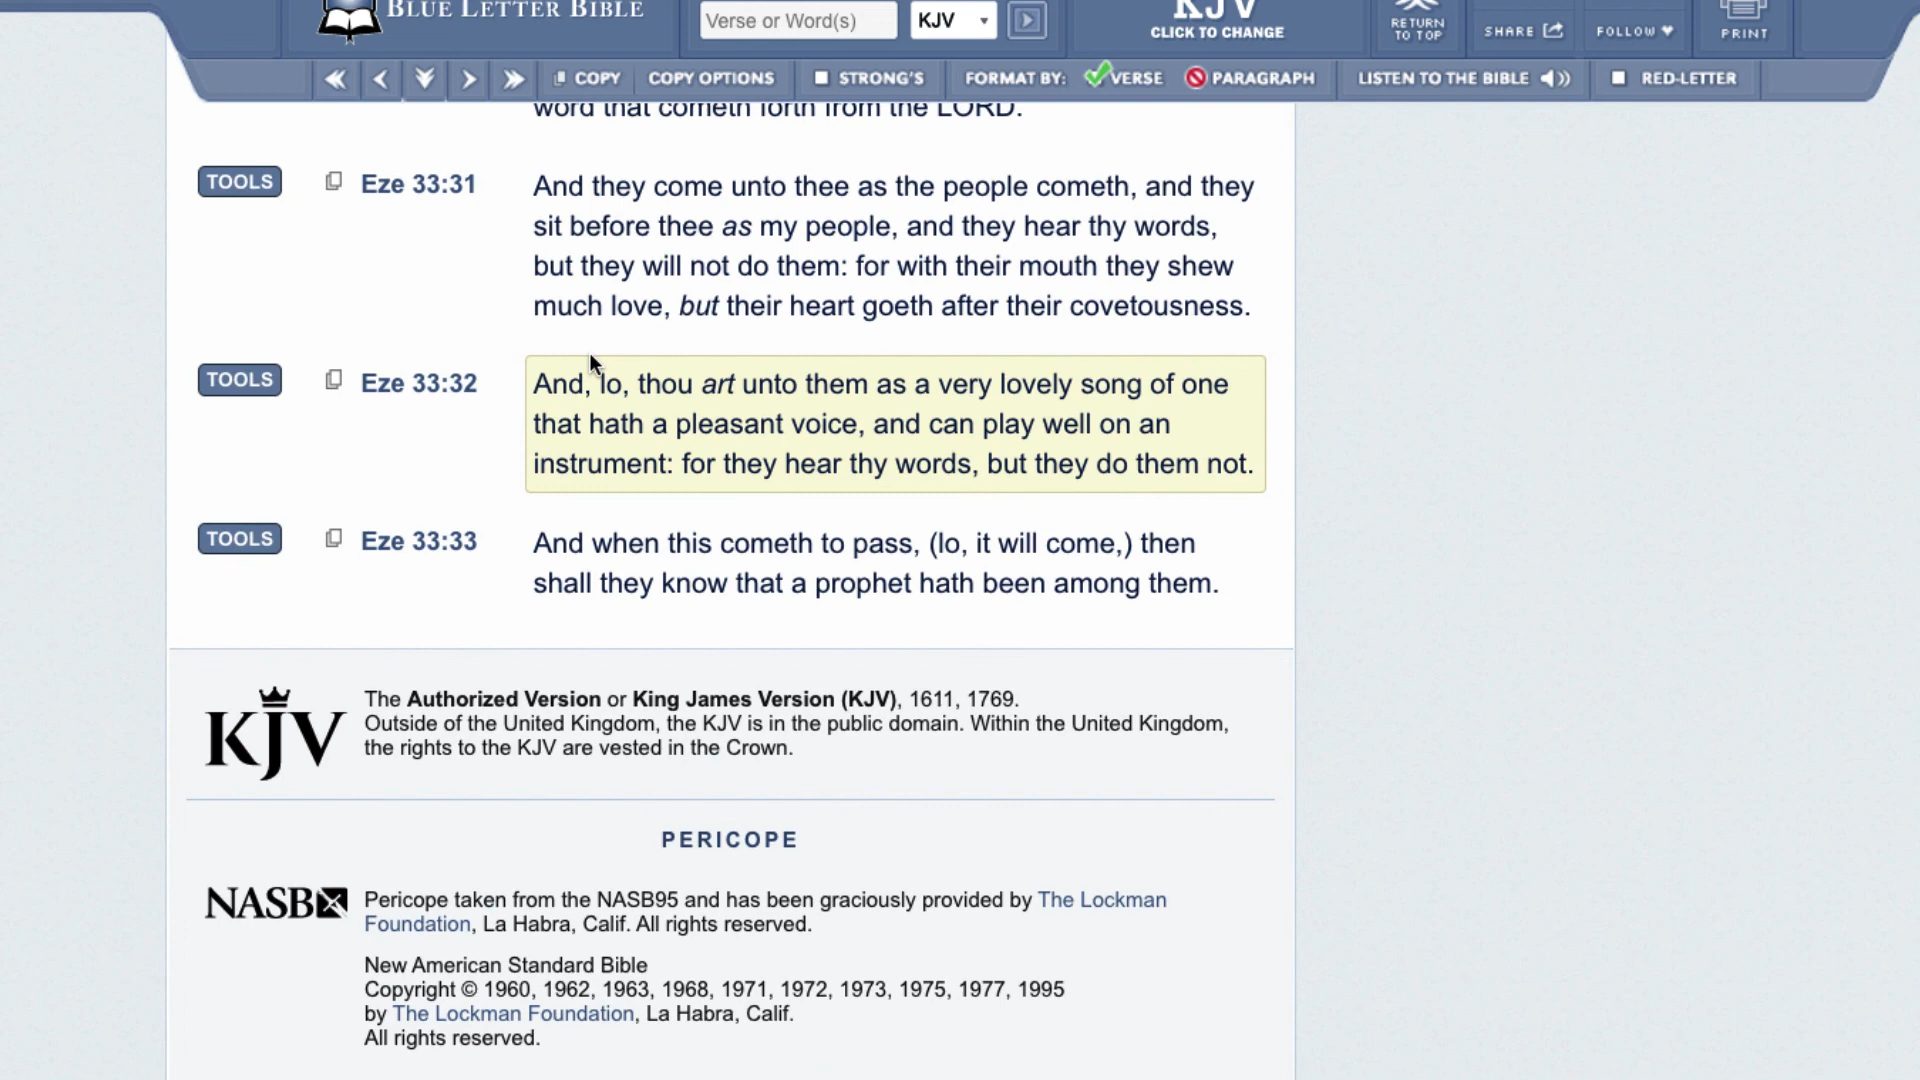 BLUE LETTER BIBLE
Verse or Word(s)
KJV
KJV
CLICK TO CHANGE
RETURN
TO TOP
SHARE
FOLLOW
PRINT
COPY
COPY OPTIONS
STRONG'S
FORMAT BY:
VERSE
PARAGRAPH
LISTEN TO THE BIBLE
RED-LETTER
word that cometh forth from the LORD.
TOOLS
Eze 33:31
And they come unto thee as the people cometh, and they
sit before thee as my people, and they hear thy words,
but they will not do them: for with their mouth they shew
much love, but their heart goeth after their covetousness.
TOOLS
Eze 33:32
And, lo, thou art unto them as a very lovely song of one
that hath a pleasant voice, and can play well on an
instrument: for they hear thy words, but they do them not.
TOOLS
Eze 33:33
And when this cometh to pass, (lo, it will come,) then
shall they know that a prophet hath been among them.
KJV
The Authorized Version or King James Version (KJV), 1611, 1769.
Outside of the United Kingdom, the KJV is in the public domain. Within the United Kingdom,
the rights to the KJV are vested in the Crown.
PERICOPE
NASB
Pericope taken from the NASB95 and has been graciously provided by The Lockman
Foundation, La Habra, Calif. All rights reserved.
New American Standard Bible
Copyright © 1960, 1962, 1963, 1968, 1971, 1972, 1973, 1975, 1977, 1995
by The Lockman Foundation, La Habra, Calif.
All rights reserved.